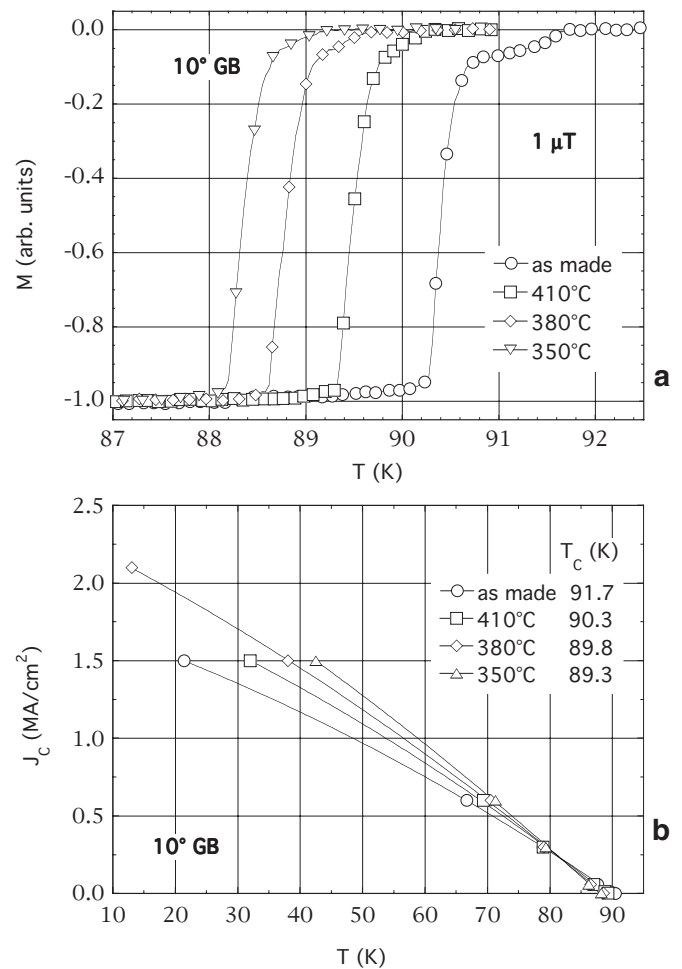 0.0
-0.2
-0.4
-0.6
-0.8
-1.0
M (arb. units)
10° GB
1 µT
as made
410°C
380°C
350°C
a
87 88 89 90 91 92
T (K)
2.5
2.0
1.5
1.0
0.5
0.0
J_C (MA/cm²)
T_C (K)
as made 91.7
410°C 90.3
380°C 89.8
350°C 89.3
10° GB
b
10 20 30 40 50 60 70 80 90
T (K)